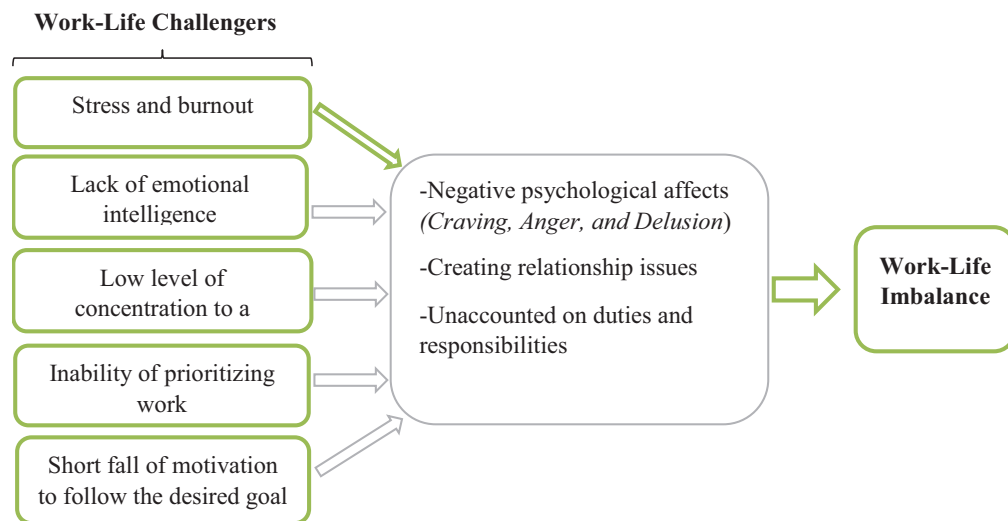 Work-Life Challengers
Stress and burnout
Lack of emotional
intelligence
Low level of
concentration to a
Inability of prioritizing
work
Short fall of motivation
to follow the desired goal
-Negative psychological affects
(Craving, Anger, and Delusion)
-Creating relationship issues
-Unaccounted on duties and
responsibilities
Work-Life
Imbalance